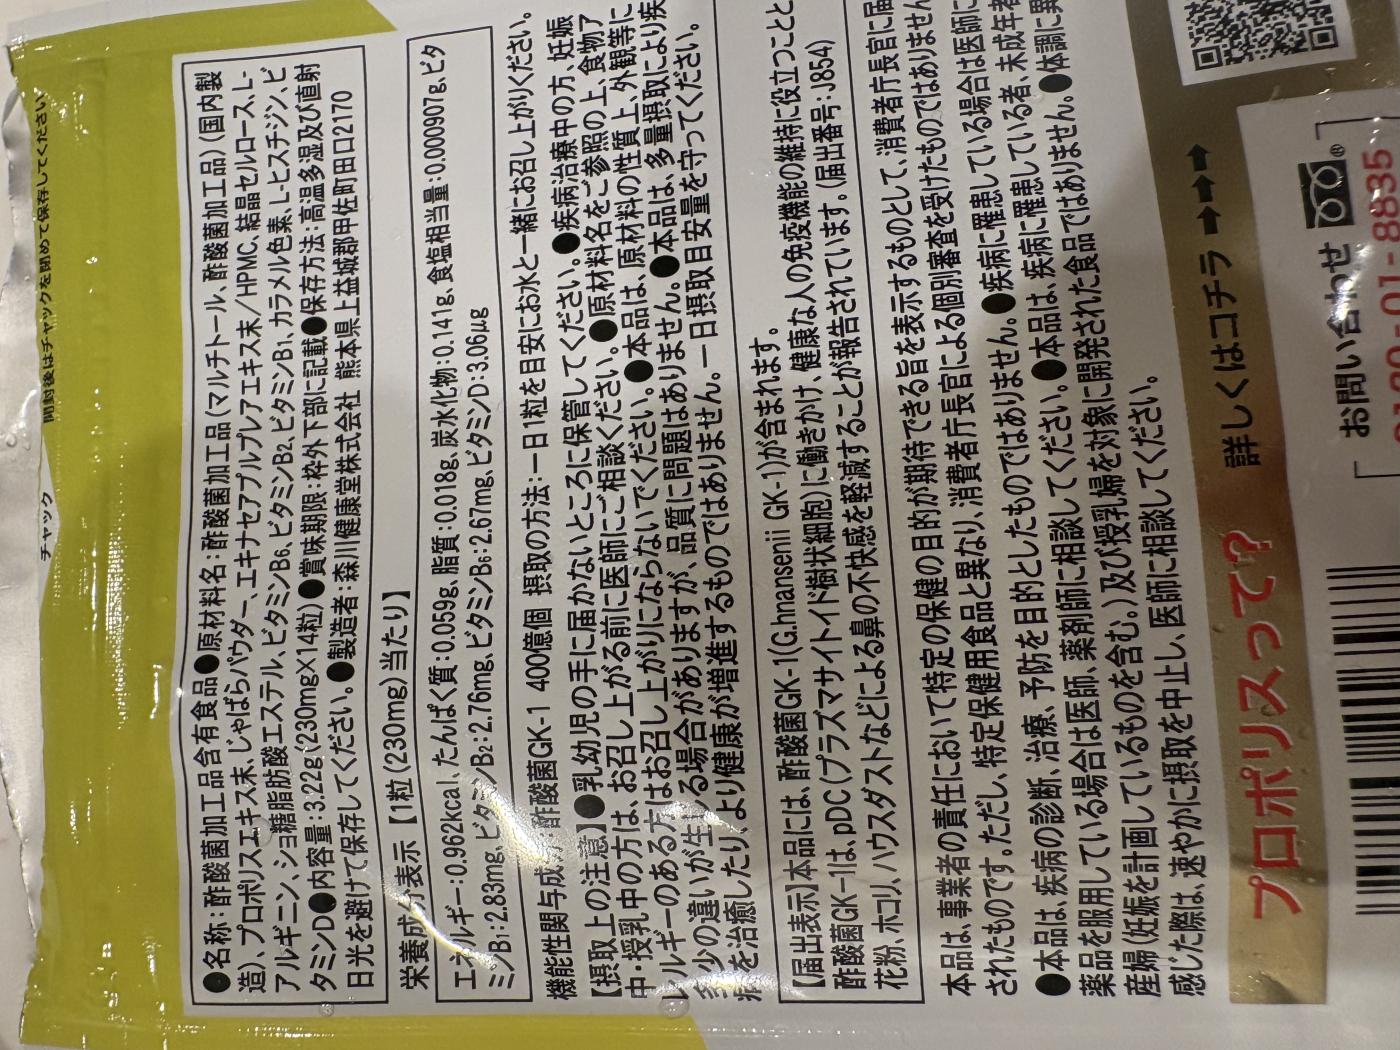 開封後はチャックを閉めて保存してください。
チャック
●名称:酢酸菌加工品含有食品●原材料名:酢酸菌加工品(マルチトール、酢酸菌加工品)(国内製
造)、プロポリスエキス末、じゃばらパウダー、エキナセアプルプレアエキス末/HPMC、結晶セルロース、L-
アルギニン、ショ糖脂肪酸エステル、ビタミンB6、ビタミンB2、ビタミンB1、カラメル色素、L-ヒスチジン、ビ
タミンD●内容量:3.22g(230mg×14粒)●賞味期限:枠外下部に記載●保存方法:高温多湿及び直射
日光を避けて保存してください。●製造者:森川健康堂株式会社 熊本県上益城郡甲佐町田口2170
栄養成分表示【1粒(230mg)当たり】
エネルギー:0.962kcal、たんぱく質:0.059g、脂質:0.018g、炭水化物:0.141g、食塩相当量:0.000907g、ビタ
ミンB1:2.83mg、ビタミンB2:2.76mg、ビタミンB6:2.67mg、ビタミンD:3.06μg
機能性関与成分:酢酸菌GK-1 400億個 摂取の方法:一日1粒を目安にお水と一緒にお召し上がりください。
【摂取上の注意】●乳幼児の手に届かないところに保管してください。●疾病治療中の方、妊娠
中・授乳中の方は、お召し上がる前に医師にご相談ください。●原材料名をご参照の上、食物ア
レルギーのある方はお召し上がりにならないでください。●本品は、原材料の性質上、外観等に
多少の違いが生じる場合がありますが、品質に問題はありません。●本品は、多量摂取により疾
病を治癒したり、より健康が増進するものではありません。一日摂取目安量を守ってください。
【届出表示】本品には、酢酸菌GK-1(G.hnansenii GK-1)が含まれます。
酢酸菌GK-1は、pDC(プラズマサイトイド樹状細胞)に働きかけ、健康な人の免疫機能の維持に役立つことと
花粉、ホコリ、ハウスダストなどによる鼻の不快感を軽減することが報告されています。(届出番号:J854)
本品は、事業者の責任において特定の保健の目的が期待できる旨を表示するものとして、消費者庁長官に届
されたものです。ただし、特定保健用食品と異なり、消費者庁長官による個別審査を受けたものではありません
●本品は、疾病の診断、治療、予防を目的としたものではありません。●疾病に罹患している場合は医師に
薬品を服用している場合は医師、薬剤師に相談してください。●本品は、疾病に罹患している者、未成年者
産婦(妊娠を計画しているものを含む。)及び授乳婦を対象に開発された食品ではありません。●体調に異
感じた際は、速やかに摂取を中止し、医師に相談してください。
プロポリスって? 詳しくはコチラ
お問い合わせ
01-8835